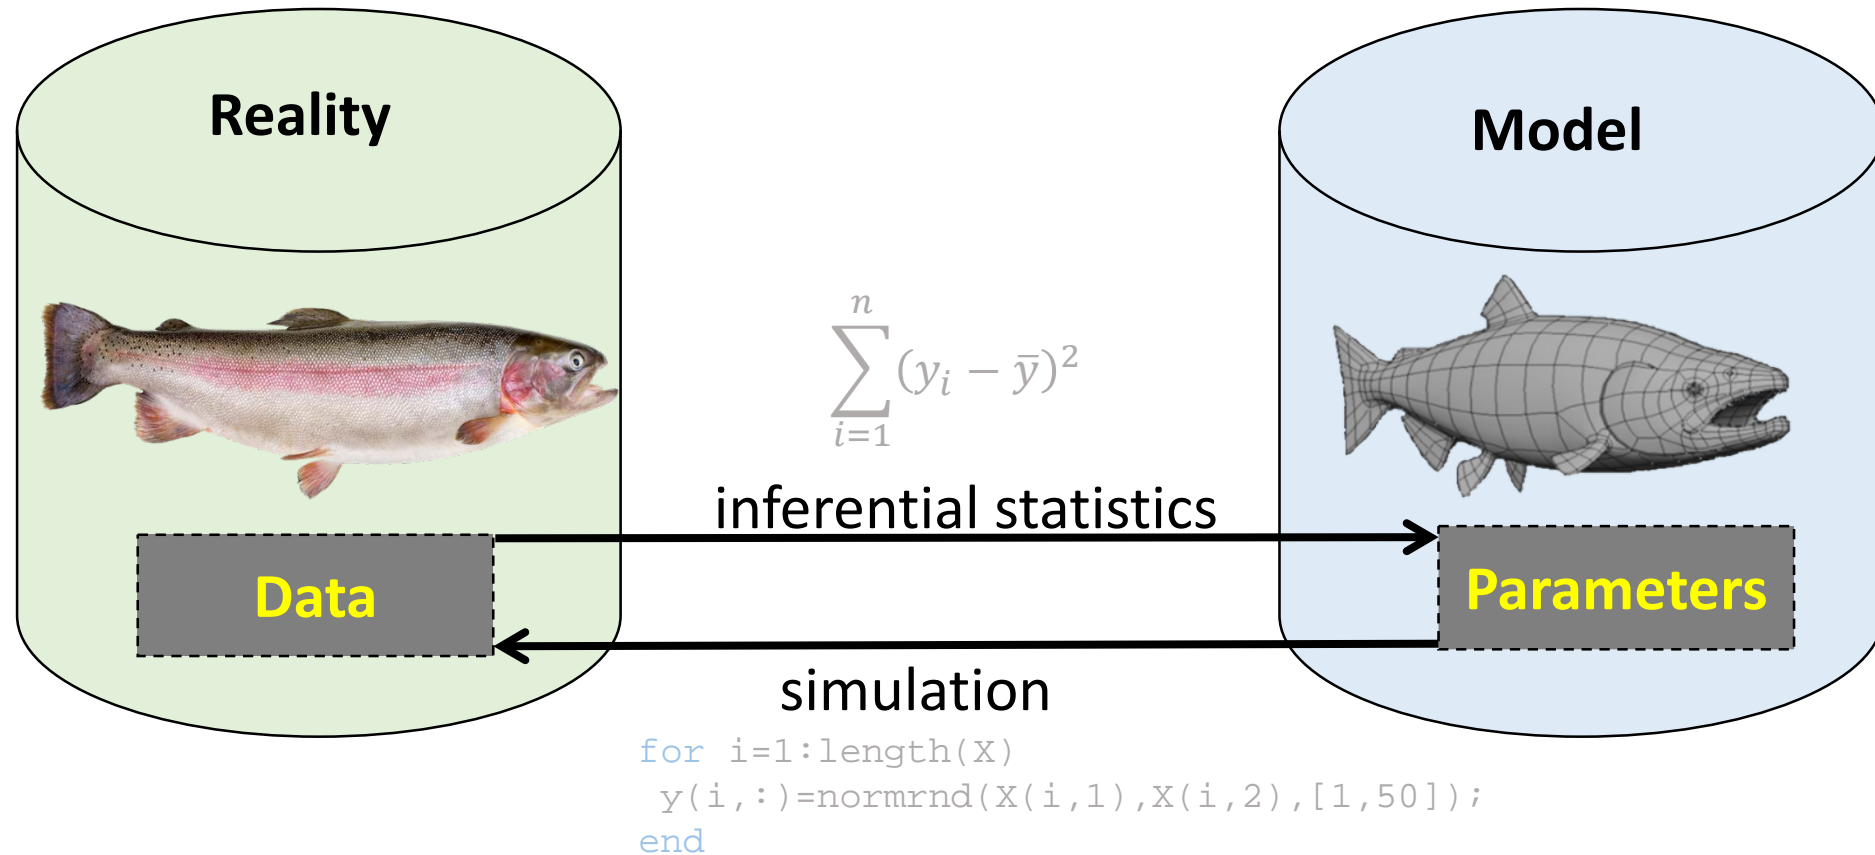 Reality
Model
n
∑(yᵢ − ȳ)²
i=1
inferential statistics
Data
Parameters
simulation
for i=1:length(X)
y(i,:)=normrnd(X(i,1),X(i,2),[1,50]);
end